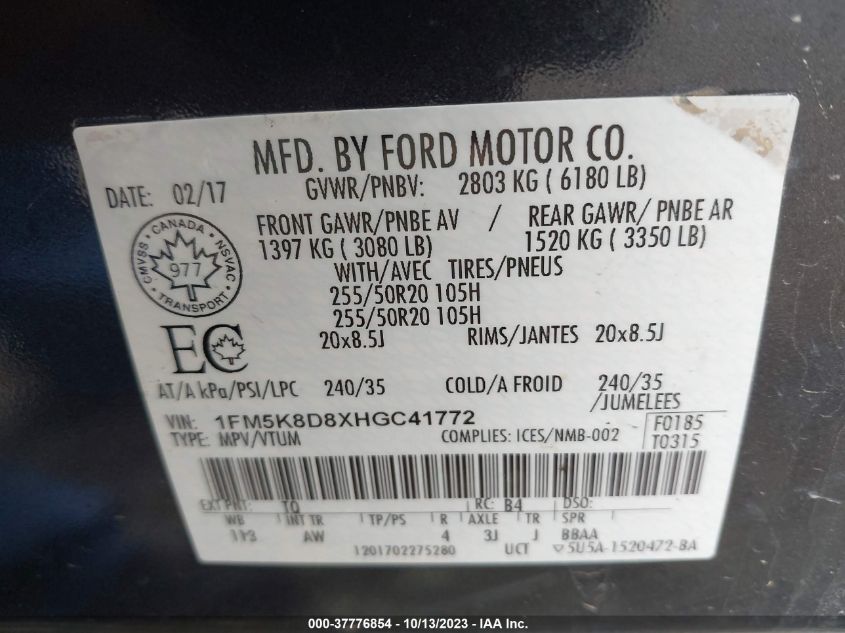 MFD. BY FORD MOTOR CO.
DATE: 02/17 GVWR/PNBV: 2803 KG ( 6180 LB)
FRONT GAWR/PNBE AV / REAR GAWR/ PNBE AR
1397 KG ( 3080 LB) 1520 KG ( 3350 LB)
CMVSS · CANADA · NSVAC
977
TRANSPORT
WITH/AVEC TIRES/PNEUS
255/50R20 105H
255/50R20 105H
EC
20x8.5J RIMS/JANTES 20x8.5J
AT/A kPa/PSI/LPC 240/35 COLD/A FROID 240/35
/JUMELEES
VIN: 1FM5K8D8XHGC41772 F0185
TYPE: MPV/VTUM COMPLIES: ICES/NMB-002 T0315
EXT PNT: TQ RC: B4 DSO:
WB INT TR TP/PS R AXLE TR SPR
113 AW 4 3J J BBAA
1201702275280 UCT ▽5U5A-1520472-BA
000-37776854 - 10/13/2023 - IAA Inc.